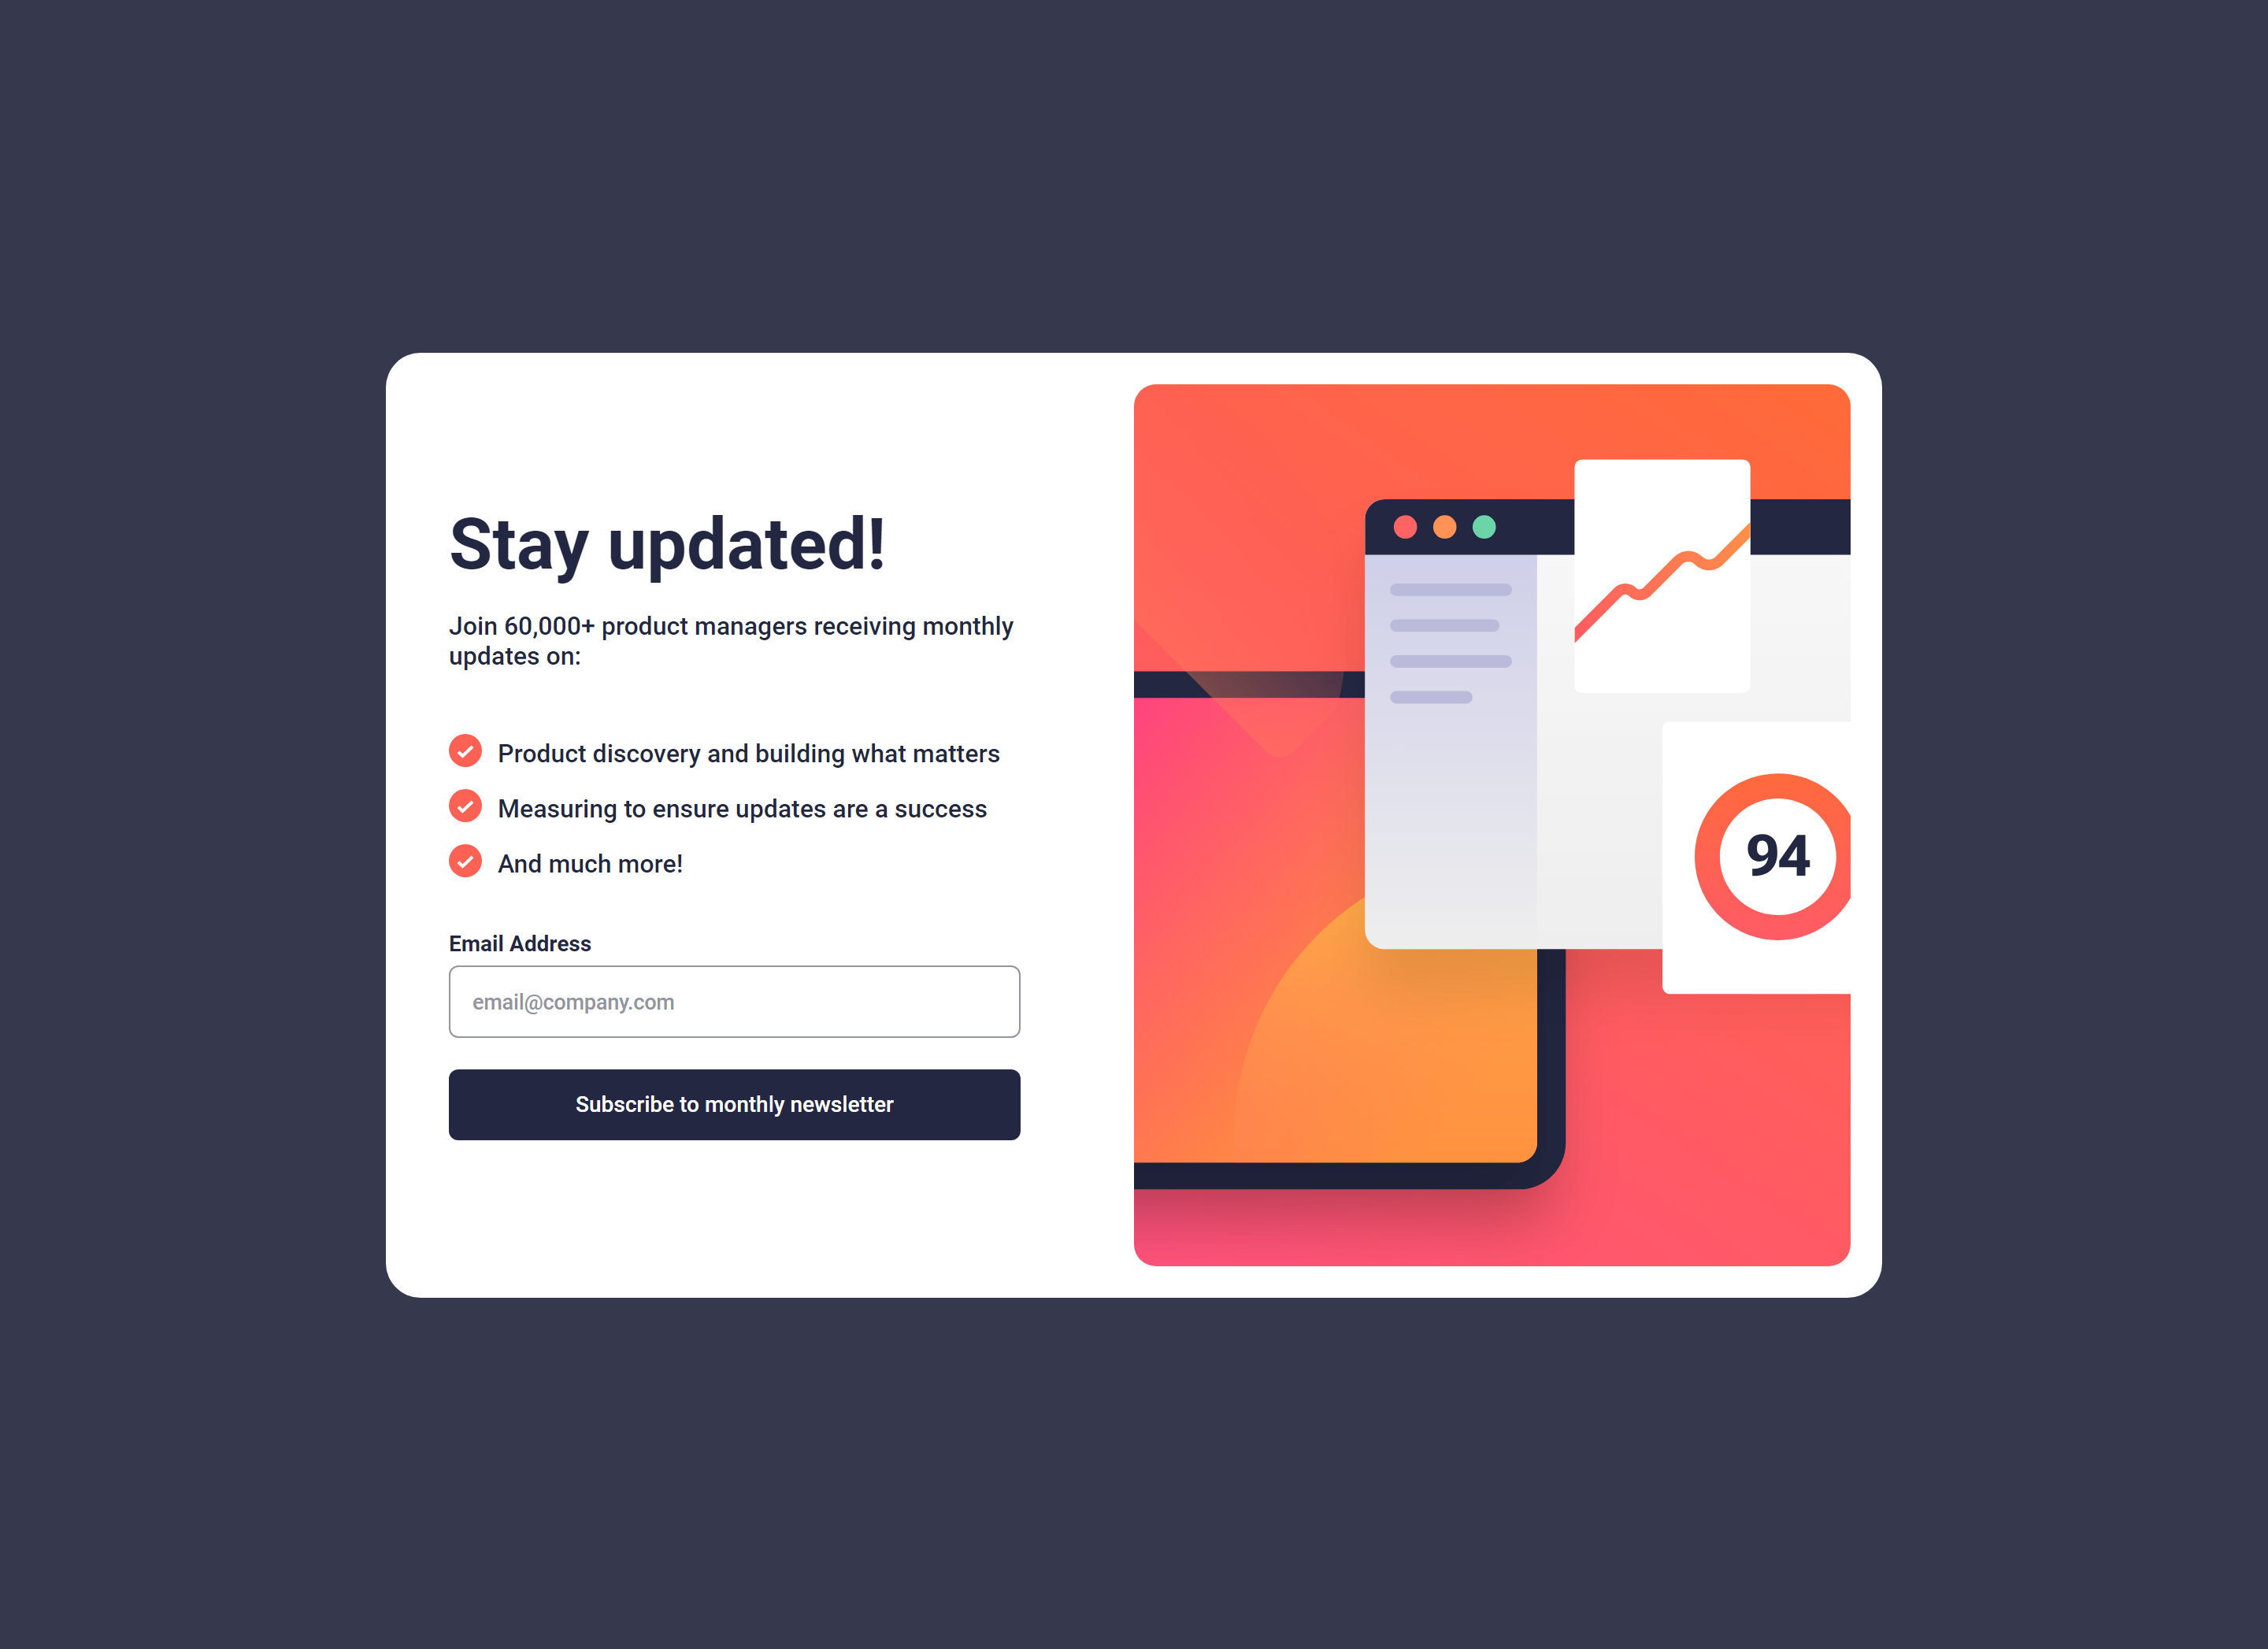 Stay updated!
Join 60,000+ product managers receiving monthly
updates on:
Product discovery and building what matters
Measuring to ensure updates are a success
And much more!
Email Address
email@company.com
Subscribe to monthly newsletter
94